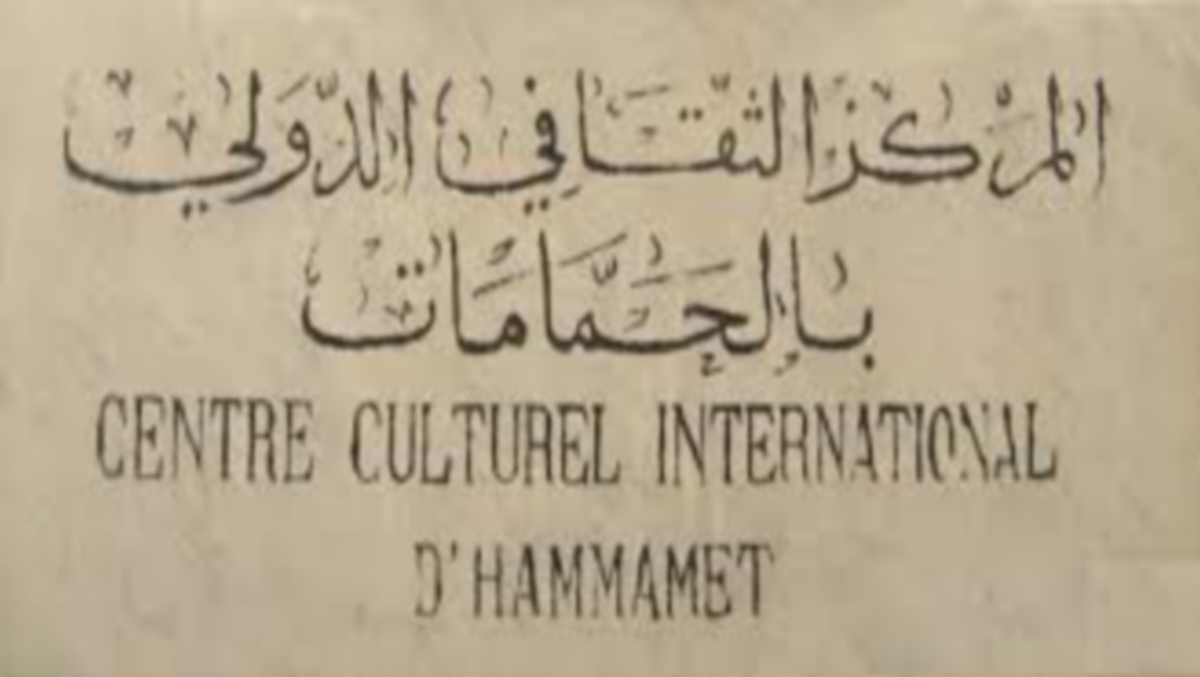 المركز الثقافي الدولي
بالحمامات
CENTRE CULTUREL INTERNATIONAL
D'HAMMAMET